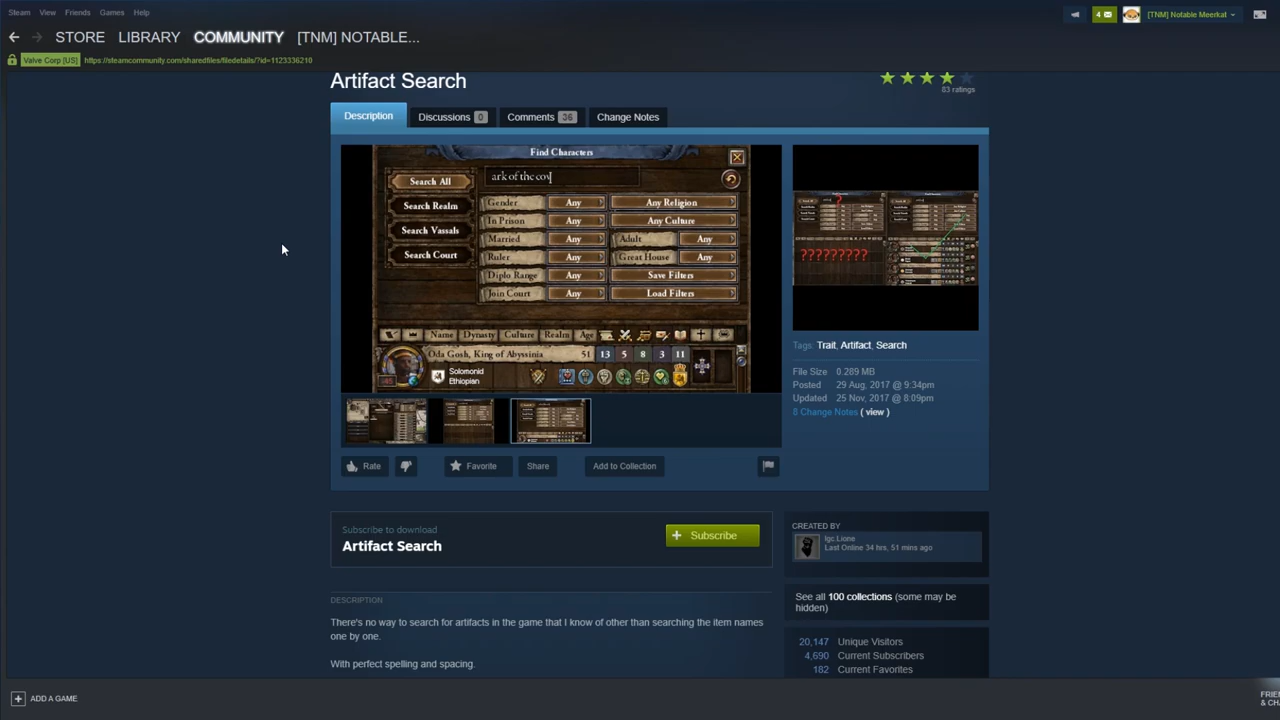 Steam View Friends Games Help
4 [TNM] Notable Meerkat
STORE LIBRARY COMMUNITY [TNM] NOTABLE...
Valve Corp [US] https://steamcommunity.com/sharedfiles/filedetails/?id=1123336210
Artifact Search
83 ratings
Description Discussions 0 Comments 36 Change Notes
Find Characters
Search All ark of the cov
Gender Any Any Religion
Search Realm
In Prison Any Any Culture
Search Vassals
Married Any Adult Any
Search Court
Ruler Any Great House Any
Diplo Range Any Save Filters
Join Court Any Load Filters
Name Dynasty Culture Realm Age
Oda Gosh, King of Abyssinia 51 13 5 8 3 11
Solomonid
Ethiopian
?????????
Tags: Trait, Artifact, Search
File Size 0.289 MB
Posted 29 Aug, 2017 @ 9:34pm
Updated 25 Nov, 2017 @ 8:09pm
8 Change Notes ( view )
Rate Favorite Share Add to Collection
Subscribe to download
Artifact Search
+ Subscribe
CREATED BY
Igc.Lione
Last Online 34 hrs, 51 mins ago
See all 100 collections (some may be
hidden)
DESCRIPTION
There's no way to search for artifacts in the game that I know of other than searching the item names
one by one.
With perfect spelling and spacing.
20,147 Unique Visitors
4,690 Current Subscribers
182 Current Favorites
+ ADD A GAME
FRIEN
& CHA